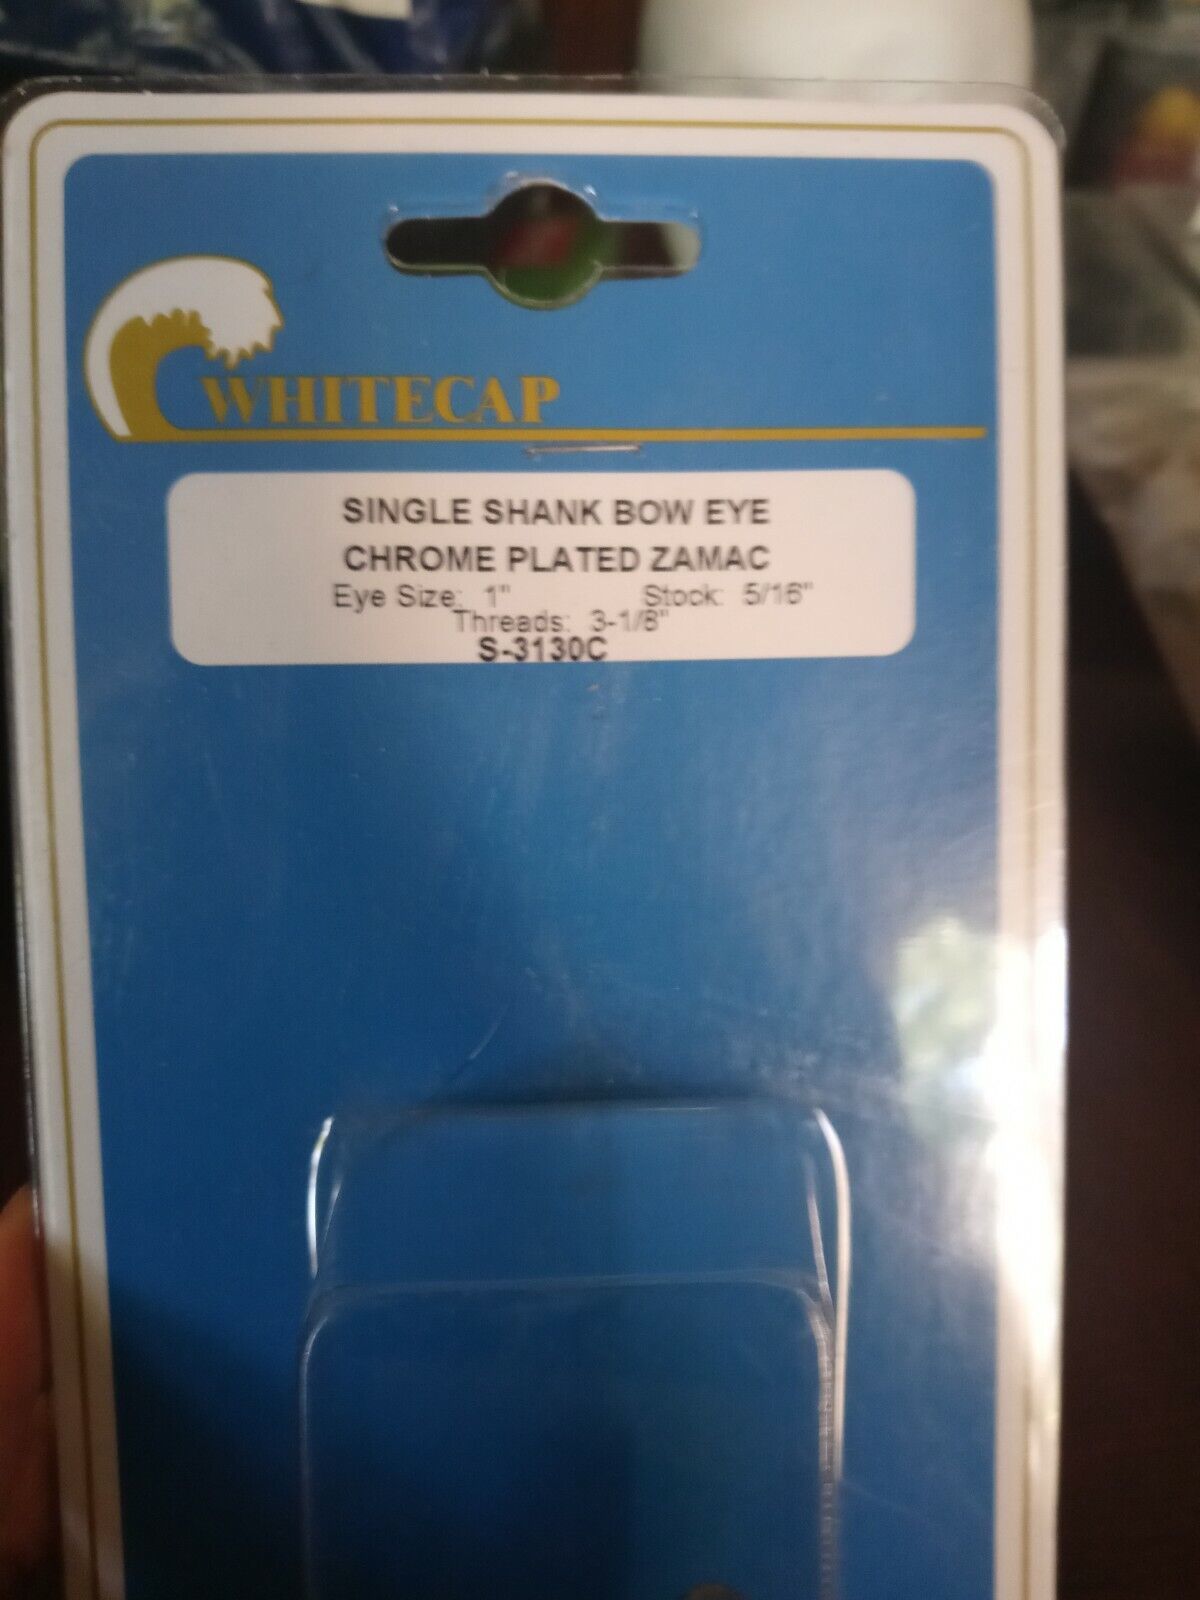 WHITECAP
SINGLE SHANK BOW EYE
CHROME PLATED ZAMAC
Eye Size: 1" Stock: 5/16"
Threads: 3-1/8"
S-3130C